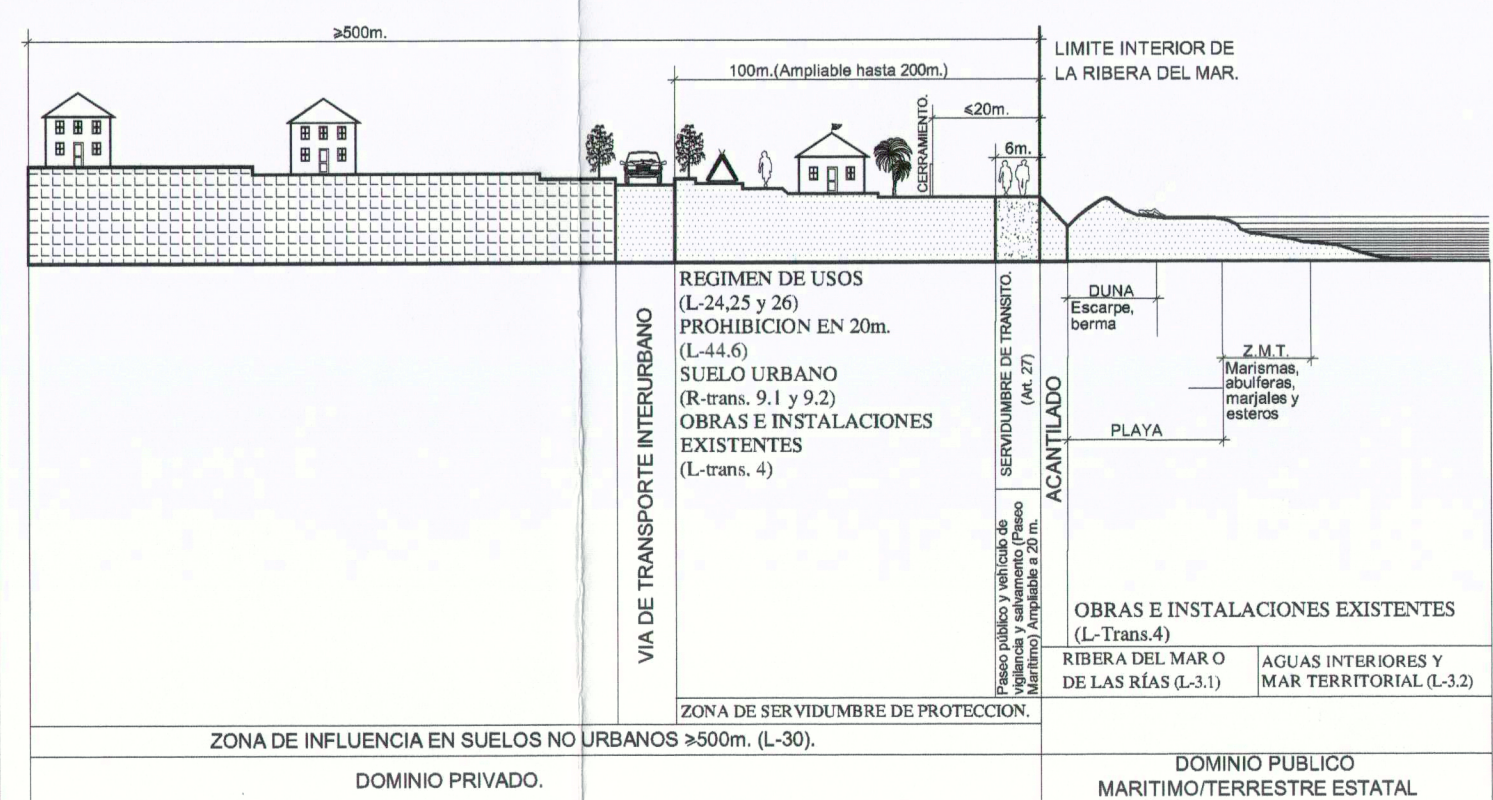 ≥500m.
LIMITE INTERIOR DE
LA RIBERA DEL MAR.
100m.(Ampliable hasta 200m.)
CERRAMIENTO.
≤20m.
6m.
VIA DE TRANSPORTE INTERURBANO
REGIMEN DE USOS
(L-24,25 y 26)
PROHIBICION EN 20m.
(L-44.6)
SUELO URBANO
(R-trans. 9.1 y 9.2)
OBRAS E INSTALACIONES
EXISTENTES
(L-trans. 4)
SERVIDUMBRE DE TRANSITO.
(Art. 27)
Paseo público y vehículo de
vigilancia y salvamento (Paseo
Marítimo) Ampliable a 20 m.
ACANTILADO
DUNA
Escarpe,
berma
Z.M.T.
Marismas,
abulferas,
marjales y
esteros
PLAYA
OBRAS E INSTALACIONES EXISTENTES
(L-Trans.4)
RIBERA DEL MAR O
DE LAS RÍAS (L-3.1)
AGUAS INTERIORES Y
MAR TERRITORIAL (L-3.2)
ZONA DE SERVIDUMBRE DE PROTECCION.
ZONA DE INFLUENCIA EN SUELOS NO URBANOS ≥500m. (L-30).
DOMINIO PRIVADO.
DOMINIO PUBLICO
MARITIMO/TERRESTRE ESTATAL